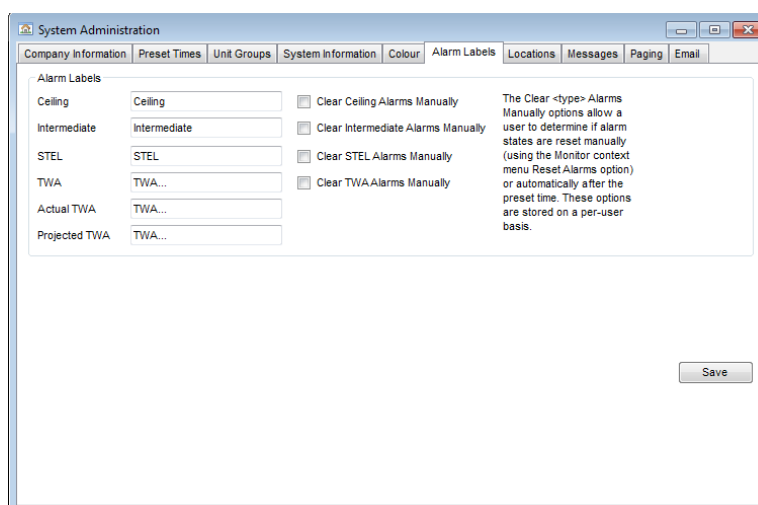 System Administration
Company Information Preset Times Unit Groups System Information Colour Alarm Labels Locations Messages Paging Email
Alarm Labels
Ceiling Ceiling Clear Ceiling Alarms Manually
Intermediate Intermediate Clear Intermediate Alarms Manually
STEL STEL Clear STEL Alarms Manually
TWA TWA... Clear TWA Alarms Manually
Actual TWA TWA...
Projected TWA TWA...
The Clear <type> Alarms
Manually options allow a
user to determine if alarm
states are reset manually
(using the Monitor context
menu Reset Alarms option)
or automatically after the
preset time. These options
are stored on a per-user
basis.
Save